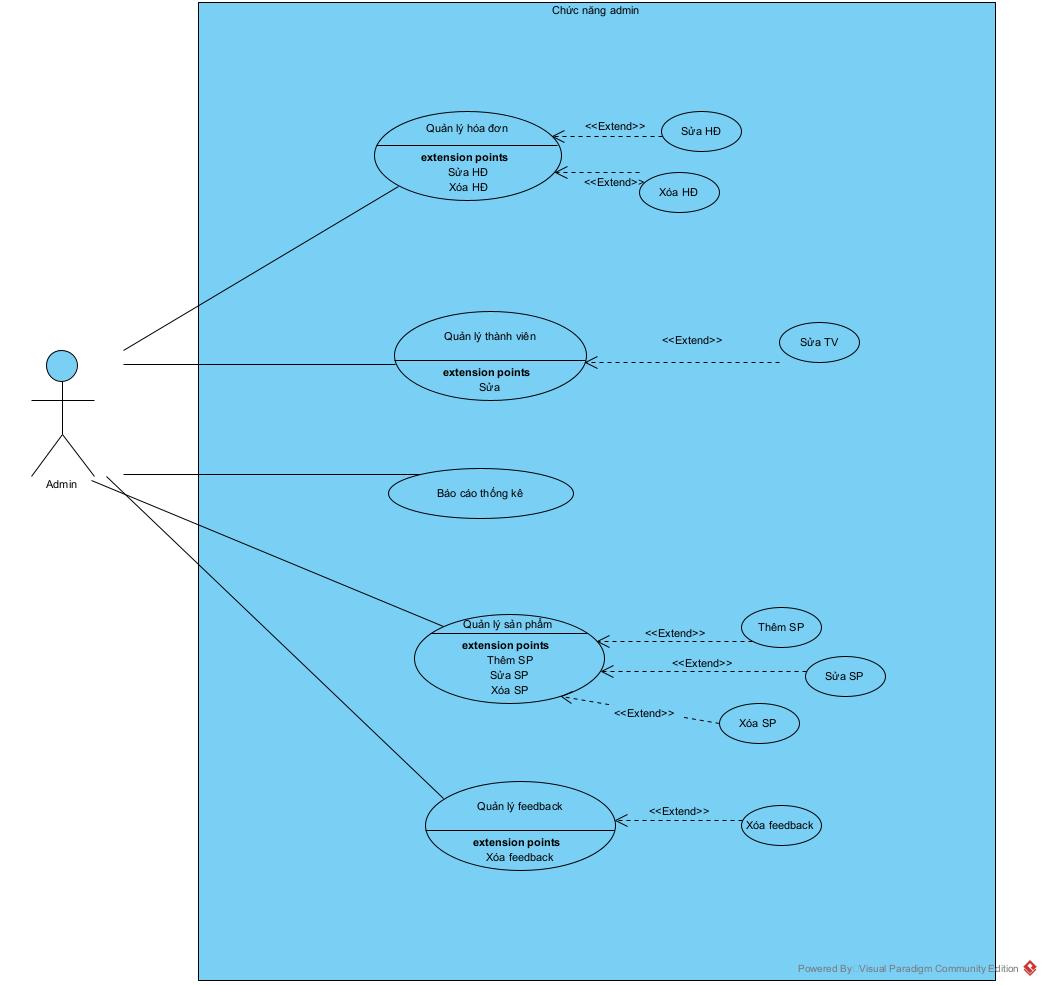 Chức năng admin
Quản lý hóa đơn
extension points
Sửa HĐ
Xóa HĐ
<<Extend>>
Sửa HĐ
<<Extend>>
Xóa HĐ
Quản lý thành viên
extension points
Sửa
<<Extend>>
Sửa TV
Admin
Báo cáo thống kê
Quản lý sản phẩm
extension points
Thêm SP
Sửa SP
Xóa SP
<<Extend>>
Thêm SP
<<Extend>>
Sửa SP
<<Extend>>
Xóa SP
Quản lý feedback
extension points
Xóa feedback
<<Extend>>
Xóa feedback
Powered By Visual Paradigm Community Edition